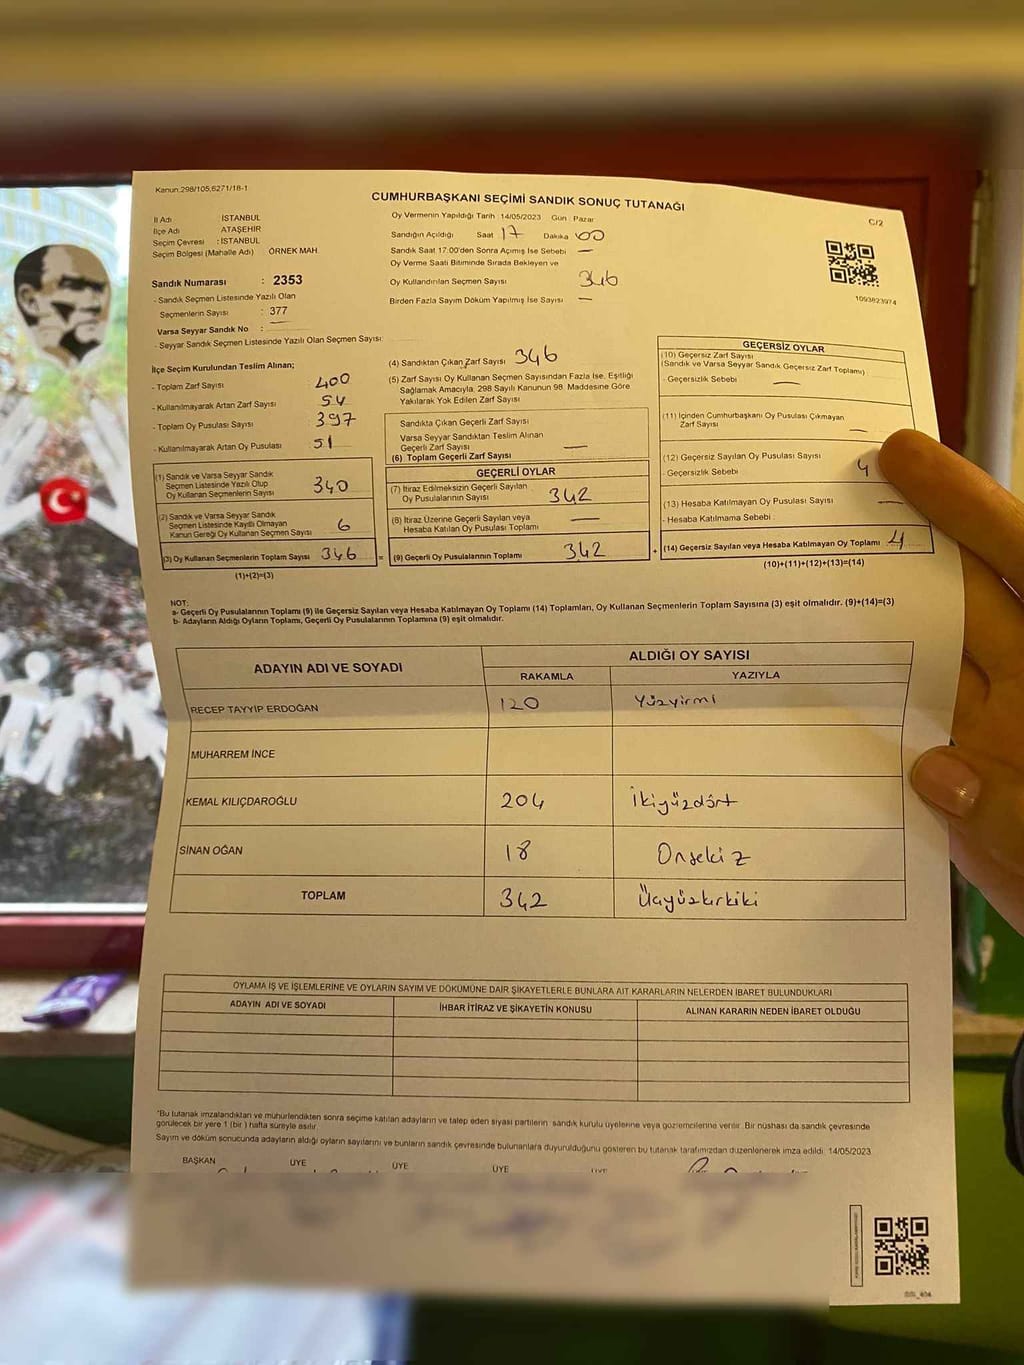 Kanun:298/105,6271/18-1
CUMHURBAŞKANI SEÇİMİ SANDIK SONUÇ TUTANAĞI
C/2
İl Adı : İSTANBUL
İlçe Adı : ATAŞEHİR
Seçim Çevresi : İSTANBUL
Seçim Bölgesi (Mahalle Adı) ÖRNEK MAH.
Oy Vermenin Yapıldığı Tarih : 14/05/2023 Gün : Pazar
Sandığın Açıldığı Saat 17 Dakika 00
Sandık Saat 17:00'den Sonra Açımış İse Sebebi —
Oy Verme Saati Bitiminde Sırada Bekleyen ve
Oy Kullandırılan Seçmen Sayısı 346
Birden Fazla Sayım Döküm Yapılmış İse Sayısı —
1093823974
Sandık Numarası : 2353
- Sandık Seçmen Listesinde Yazılı Olan
Seçmenlerin Sayısı : 377
Varsa Seyyar Sandık No : —
- Seyyar Sandık Seçmen Listesinde Yazılı Olan Seçmen Sayısı:
İlçe Seçim Kurulundan Teslim Alınan;
- Toplam Zarf Sayısı 400
- Kullanılmayarak Artan Zarf Sayısı 54
- Toplam Oy Pusulası Sayısı 397
- Kullanılmayarak Artan Oy Pusulası 51
(1) Sandık ve Varsa Seyyar Sandık
Seçmen Listesinde Yazılı Olup
Oy Kullanan Seçmenlerin Sayısı 340
(2) Sandık ve Varsa Seyyar Sandık
Seçmen Listesinde Kayıtlı Olmayan
Kanun Gereği Oy Kullanan Seçmen Sayısı 6
(3) Oy Kullanan Seçmenlerin Toplam Sayısı 346 =
(1)+(2)=(3)
(4) Sandıktan Çıkan Zarf Sayısı 346
(5) Zarf Sayısı Oy Kullanan Seçmen Sayısından Fazla İse, Eşitliği
Sağlamak Amacıyla, 298 Sayılı Kanunun 98. Maddesine Göre
Yakılarak Yok Edilen Zarf Sayısı
Sandıkta Çıkan Geçerli Zarf Sayısı
Varsa Seyyar Sandıktan Teslim Alınan
Geçerli Zarf Sayısı —
(6) Toplam Geçerli Zarf Sayısı
GEÇERLİ OYLAR
(7) İtiraz Edilmeksizin Geçerli Sayılan
Oy Pusulalarının Sayısı 342
(8) İtiraz Üzerine Geçerli Sayılan veya
Hesaba Katılan Oy Pusulası Toplamı —
(9) Geçerli Oy Pusulalarının Toplamı 342 +
GEÇERSİZ OYLAR
(10) Geçersiz Zarf Sayısı
(Sandık ve Varsa Seyyar Sandık Geçersiz Zarf Toplamı)
- Geçersizlik Sebebi —
(11) İçinden Cumhurbaşkanı Oy Pusulası Çıkmayan
Zarf Sayısı —
(12) Geçersiz Sayılan Oy Pusulası Sayısı
- Geçersizlik Sebebi 4
(13) Hesaba Katılmayan Oy Pusulası Sayısı —
- Hesaba Katılmama Sebebi
(14) Geçersiz Sayılan veya Hesaba Katılmayan Oy Toplamı 4
(10)+(11)+(12)+(13)=(14)
NOT:
a- Geçerli Oy Pusulalarının Toplamı (9) ile Geçersiz Sayılan veya Hesaba Katılmayan Oy Toplamı (14) Toplamları, Oy Kullanan Seçmenlerin Toplam Sayısına (3) eşit olmalıdır. (9)+(14)=(3)
b- Adayların Aldığı Oyların Toplamı, Geçerli Oy Pusulalarının Toplamına (9) eşit olmalıdır.
ADAYIN ADI VE SOYADI
ALDIĞI OY SAYISI
RAKAMLA YAZIYLA
RECEP TAYYİP ERDOĞAN 120 Yüzyirmi
MUHARREM İNCE
KEMAL KILIÇDAROĞLU 204 İkiyüzdört
SİNAN OĞAN 18 Onsekiz
TOPLAM 342 Üçyüzkırkiki
OYLAMA İŞ VE İŞLEMLERİNE VE OYLARIN SAYIM VE DÖKÜMÜNE DAİR ŞİKAYETLERLE BUNLARA AİT KARARLARIN NELERDEN İBARET BULUNDUKLARI
ADAYIN ADI VE SOYADI İHBAR İTİRAZ VE ŞİKAYETİN KONUSU ALINAN KARARIN NEDEN İBARET OLDUĞU
*Bu tutanak imzalandıktan ve mühürlendikten sonra seçime katılan adayların ve talep eden siyasi partilerin sandık kurulu üyelerine veya gözlemcilerine verilir. Bir nüshası da sandık çevresinde
görülecek bir yere 1 (bir) hafta süreyle asılır.
Sayım ve döküm sonucunda adayların aldığı oyların sayılarını ve bunların sandık çevresinde bulunanlara duyurulduğunu gösteren bu tutanak tarafımızdan düzenlenerek imza edildi. 14/05/2023
BAŞKAN ÜYE ÜYE ÜYE ÜYE